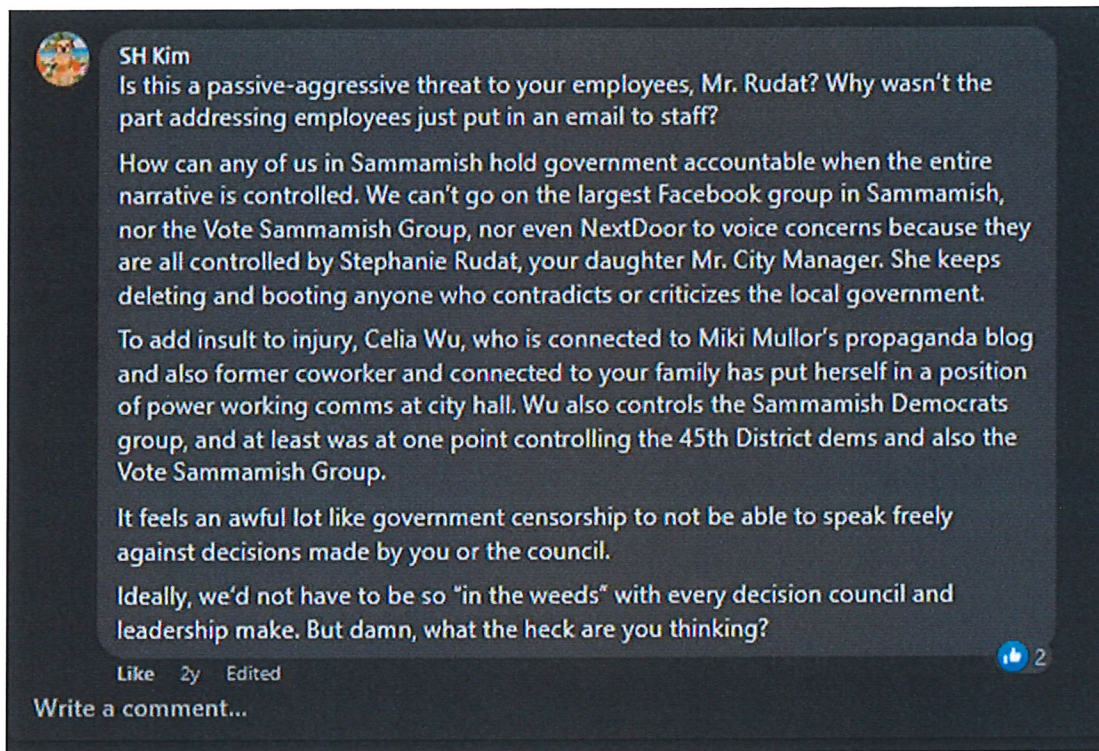 SH Kim
Is this a passive-aggressive threat to your employees, Mr. Rudat? Why wasn't the
part addressing employees just put in an email to staff?
How can any of us in Sammamish hold government accountable when the entire
narrative is controlled. We can't go on the largest Facebook group in Sammamish,
nor the Vote Sammamish Group, nor even NextDoor to voice concerns because they
are all controlled by Stephanie Rudat, your daughter Mr. City Manager. She keeps
deleting and booting anyone who contradicts or criticizes the local government.
To add insult to injury, Celia Wu, who is connected to Miki Mullor's propaganda blog
and also former coworker and connected to your family has put herself in a position
of power working comms at city hall. Wu also controls the Sammamish Democrats
group, and at least was at one point controlling the 45th District dems and also the
Vote Sammamish Group.
It feels an awful lot like government censorship to not be able to speak freely
against decisions made by you or the council.
Ideally, we'd not have to be so "in the weeds" with every decision council and
leadership make. But damn, what the heck are you thinking?
2
Like 2y Edited
Write a comment...